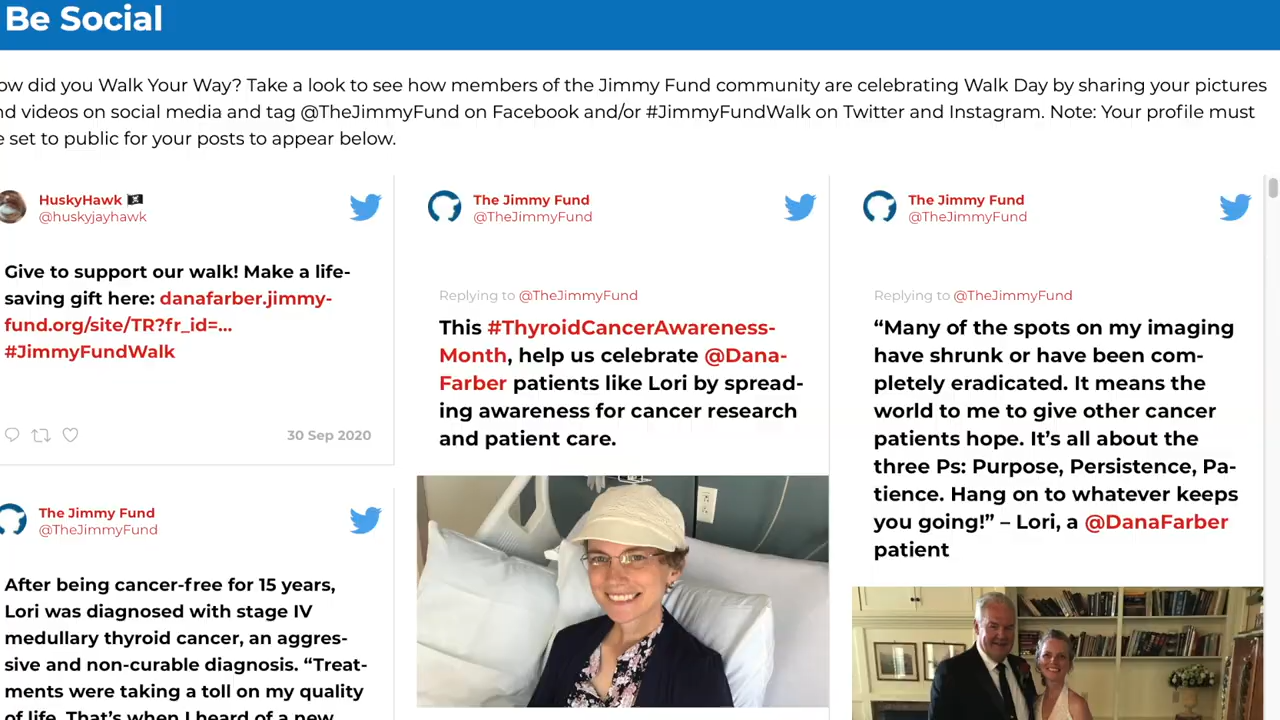 Be Social
ow did you Walk Your Way? Take a look to see how members of the Jimmy Fund community are celebrating Walk Day by sharing your pictures
nd videos on social media and tag @TheJimmyFund on Facebook and/or #JimmyFundWalk on Twitter and Instagram. Note: Your profile must
e set to public for your posts to appear below.
HuskyHawk
@huskyjayhawk
Give to support our walk! Make a life-
saving gift here: danafarber.jimmy-
fund.org/site/TR?fr_id=...
#JimmyFundWalk
30 Sep 2020
The Jimmy Fund
@TheJimmyFund
After being cancer-free for 15 years,
Lori was diagnosed with stage IV
medullary thyroid cancer, an aggres-
sive and non-curable diagnosis. “Treat-
ments were taking a toll on my quality
of life. That’s when I heard of a new
The Jimmy Fund
@TheJimmyFund
Replying to @TheJimmyFund
This #ThyroidCancerAwareness-
Month, help us celebrate @Dana-
Farber patients like Lori by spread-
ing awareness for cancer research
and patient care.
The Jimmy Fund
@TheJimmyFund
Replying to @TheJimmyFund
“Many of the spots on my imaging
have shrunk or have been com-
pletely eradicated. It means the
world to me to give other cancer
patients hope. It’s all about the
three Ps: Purpose, Persistence, Pa-
tience. Hang on to whatever keeps
you going!” – Lori, a @DanaFarber
patient